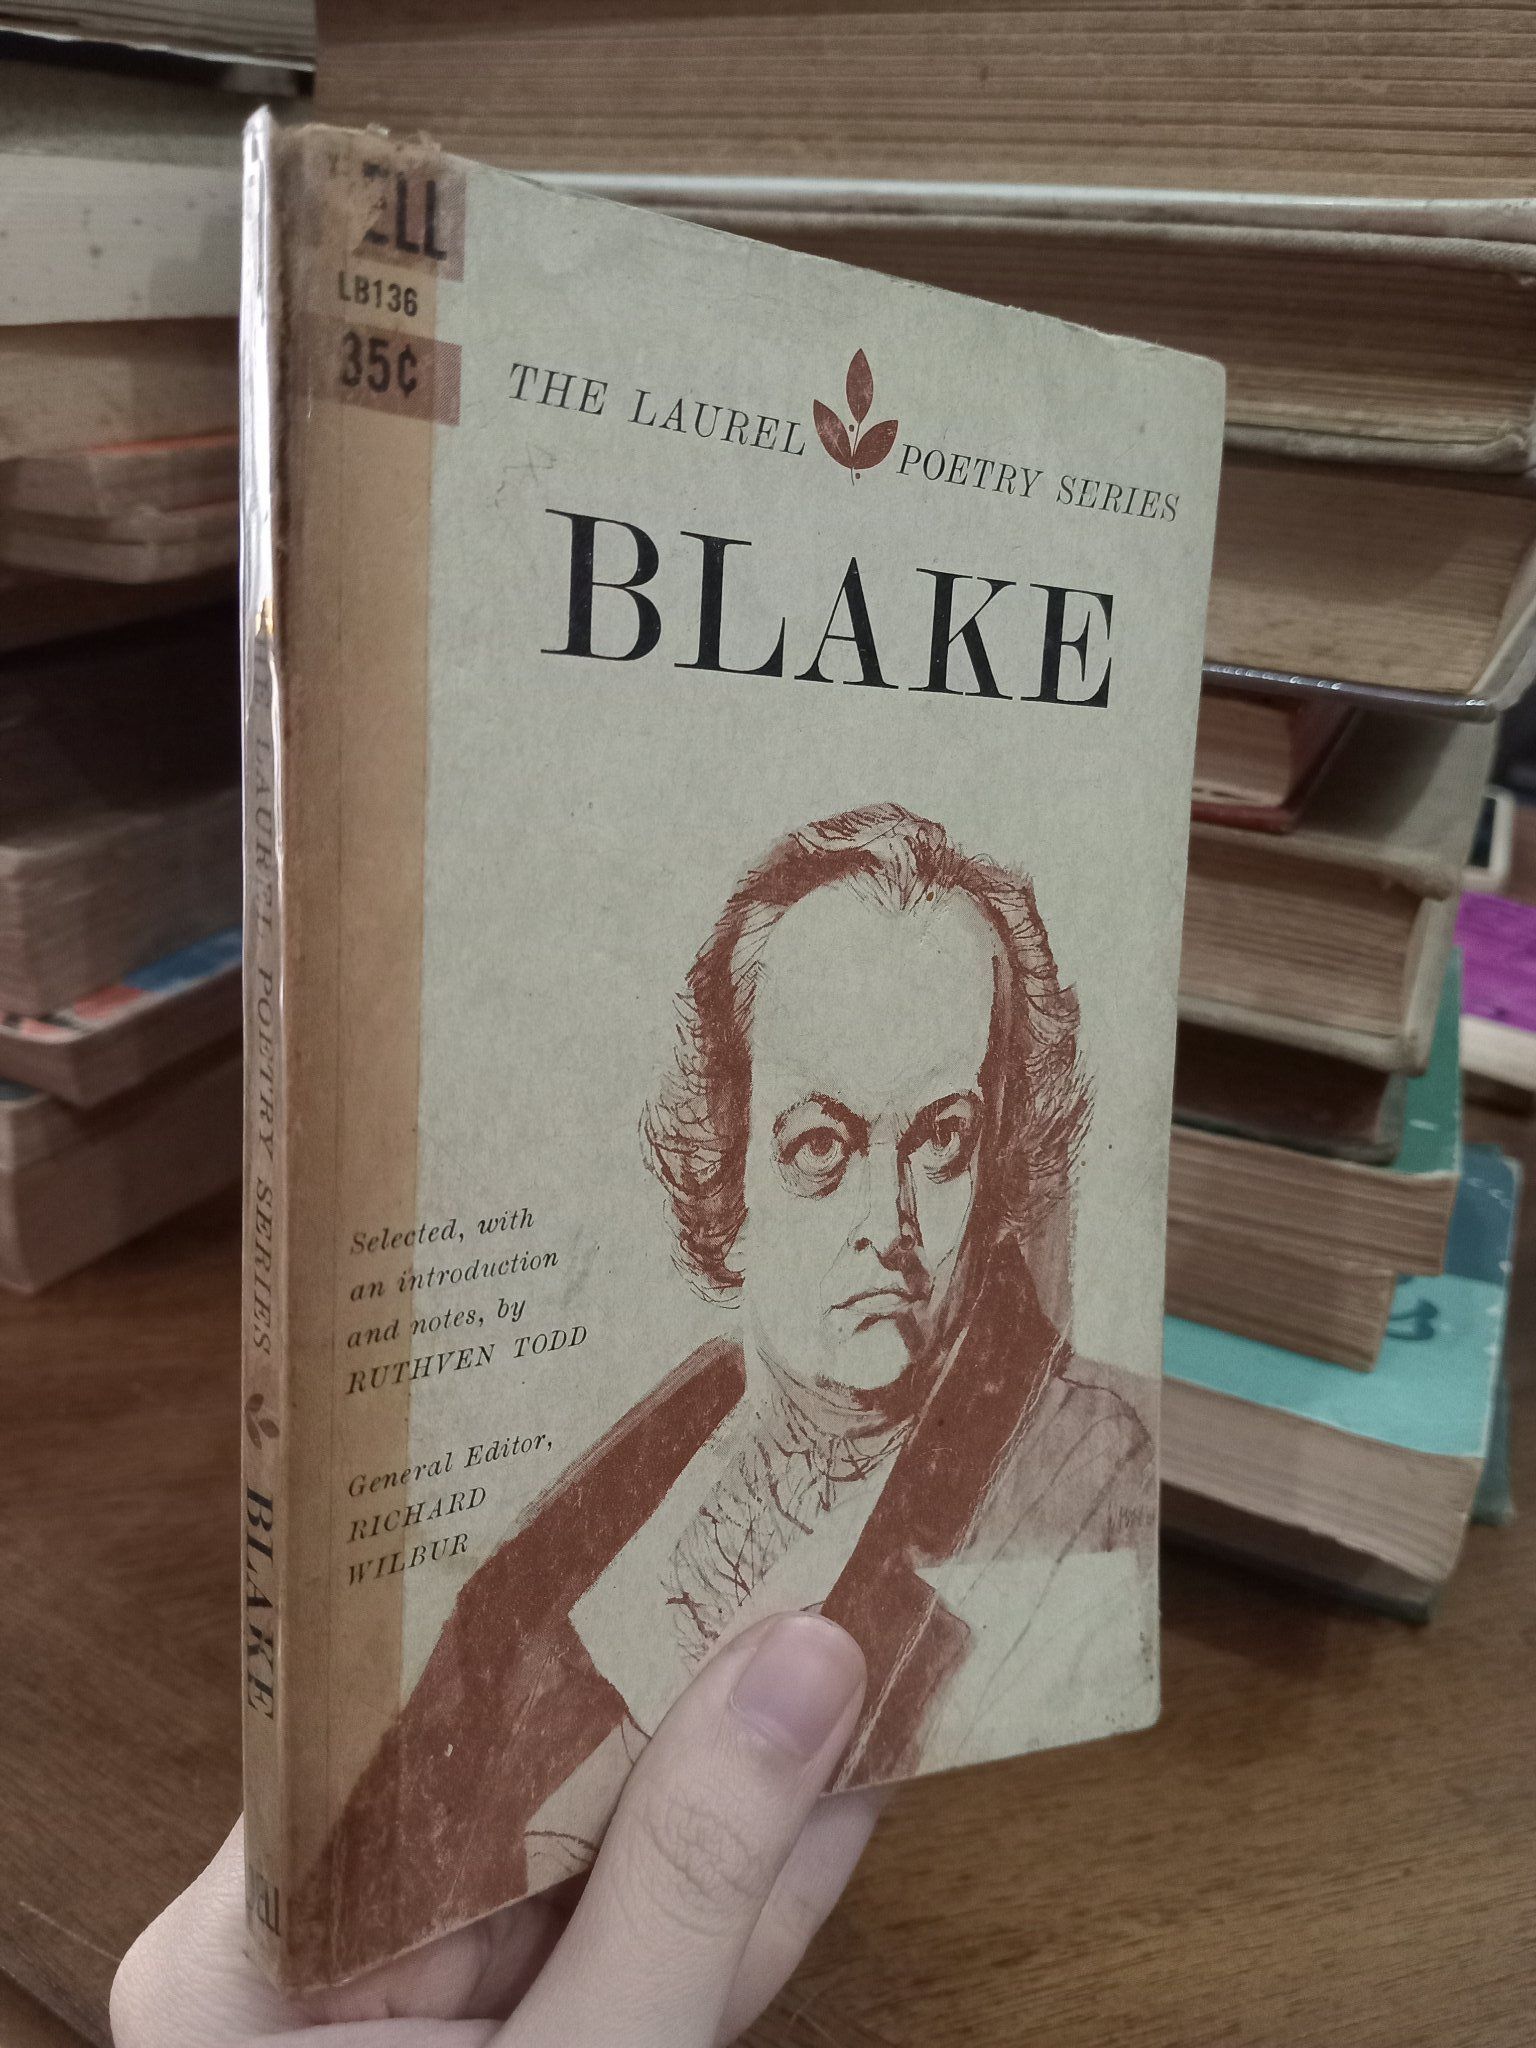 ELL
LB136
35¢
THE LAUREL POETRY SERIES
BLAKE
Selected, with
an introduction
and notes, by
RUTHVEN TODD
General Editor,
RICHARD
WILBUR
THE LAUREL POETRY SERIES BLAKE